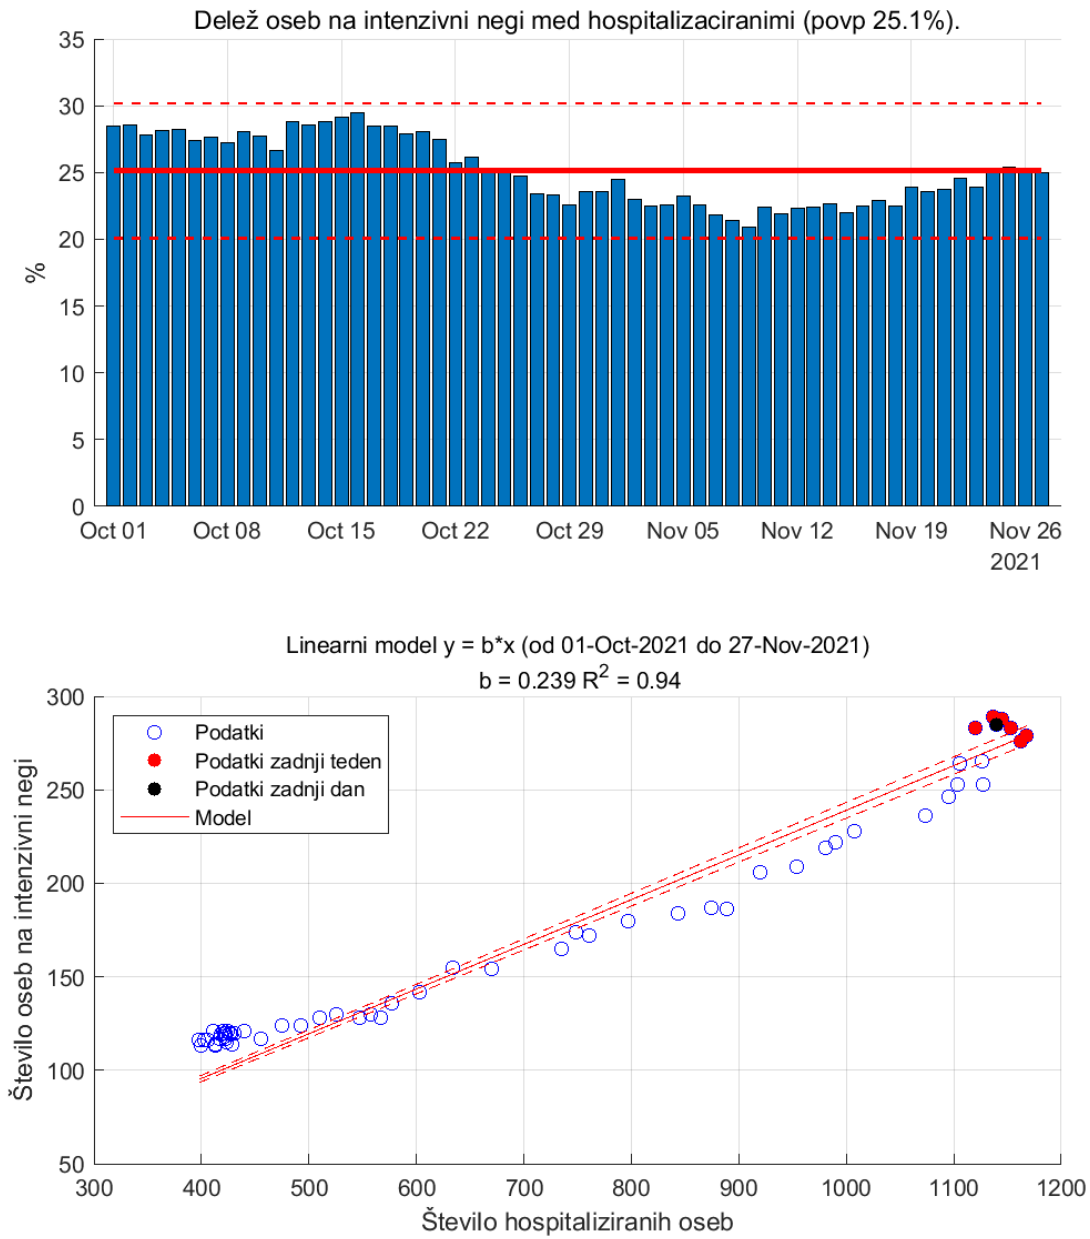 Delež oseb na intenzivni negi med hospitalizaciranimi (povp 25.1%).
35
30
25
20
15
10
5
0
%
Oct 01 Oct 08 Oct 15 Oct 22 Oct 29 Nov 05 Nov 12 Nov 19 Nov 26
2021
Linearni model y = b*x (od 01-Oct-2021 do 27-Nov-2021)
b = 0.239 R² = 0.94
300
250
200
150
100
50
Število oseb na intenzivni negi
Podatki
Podatki zadnji teden
Podatki zadnji dan
Model
300 400 500 600 700 800 900 1000 1100 1200
Število hospitaliziranih oseb